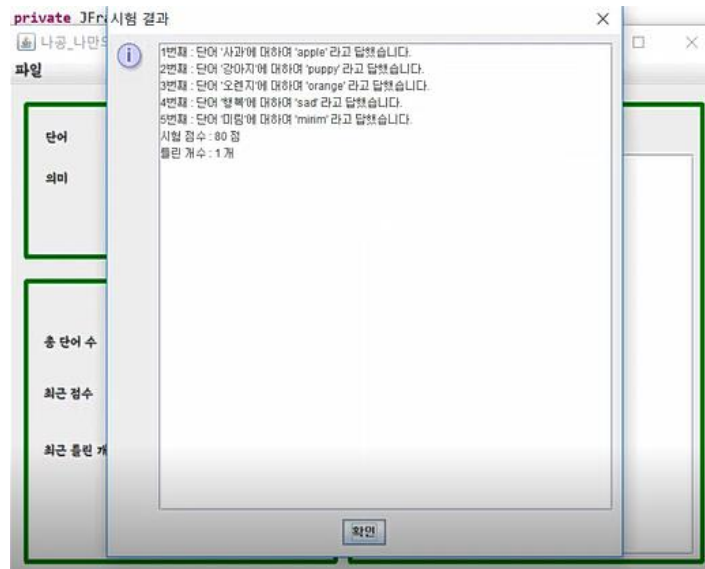 private JFra
시험 결과
나공_나만의
파일
1번째 : 단어 '사과'에 대하여 'apple' 라고 답했습니다.
2번째 : 단어 '강아지'에 대하여 'puppy' 라고 답했습니다.
3번째 : 단어 '오렌지'에 대하여 'orange' 라고 답했습니다.
4번째 : 단어 '행복'에 대하여 'sad' 라고 답했습니다.
5번째 : 단어 '미림'에 대하여 'mirim' 라고 답했습니다.
시험 점수 : 80 점
틀린 개수 : 1 개
단어
의미
총 단어 수
최근 점수
최근 틀린 개
확인